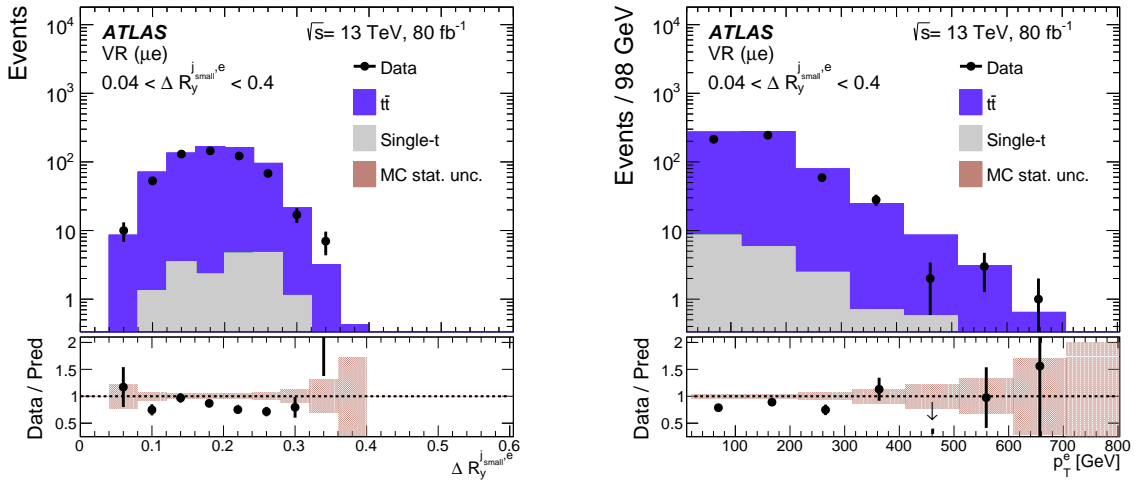 Events
10⁴
10³
10²
10
1
ATLAS
√s= 13 TeV, 80 fb⁻¹
VR (μe)
0.04 < Δ R_y^{j_small,e} < 0.4
Data
tt̄
Single-t
MC stat. unc.
Data / Pred
2
1.5
1
0.5
0 0.1 0.2 0.3 0.4 0.5 0.6
Δ R_y^{j_small,e}
Events / 98 GeV
10⁴
10³
10²
10
1
ATLAS
√s= 13 TeV, 80 fb⁻¹
VR (μe)
0.04 < Δ R_y^{j_small,e} < 0.4
Data
tt̄
Single-t
MC stat. unc.
Data / Pred
2
1.5
1
0.5
100 200 300 400 500 600 700 800
p_T^e [GeV]